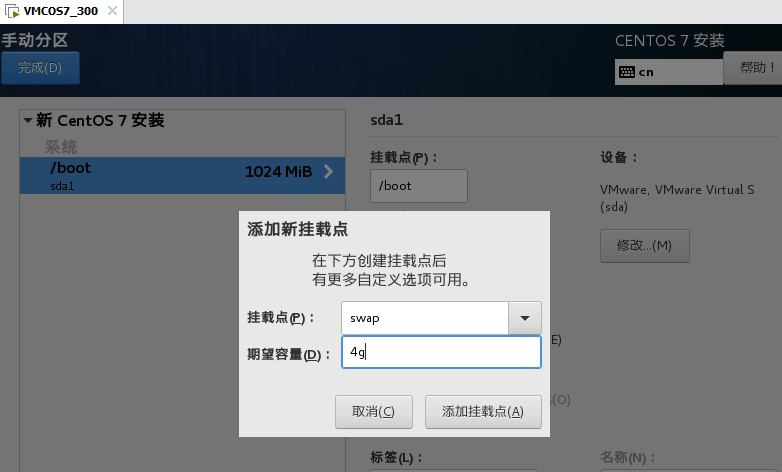 VMCOS7_300
手动分区
CENTOS 7 安装
完成(D)
cn
帮助！
新 CentOS 7 安装
系统
/boot
1024 MiB
sda1
sda1
挂载点(P)：
/boot
设备：
VMware, VMware Virtual S
(sda)
修改...(M)
添加新挂载点
在下方创建挂载点后
有更多自定义选项可用。
挂载点(P)：
swap
期望容量(D)：
4g
E)
取消(C)
添加挂载点(A)
(O)
标签(L)：
名称(N)：